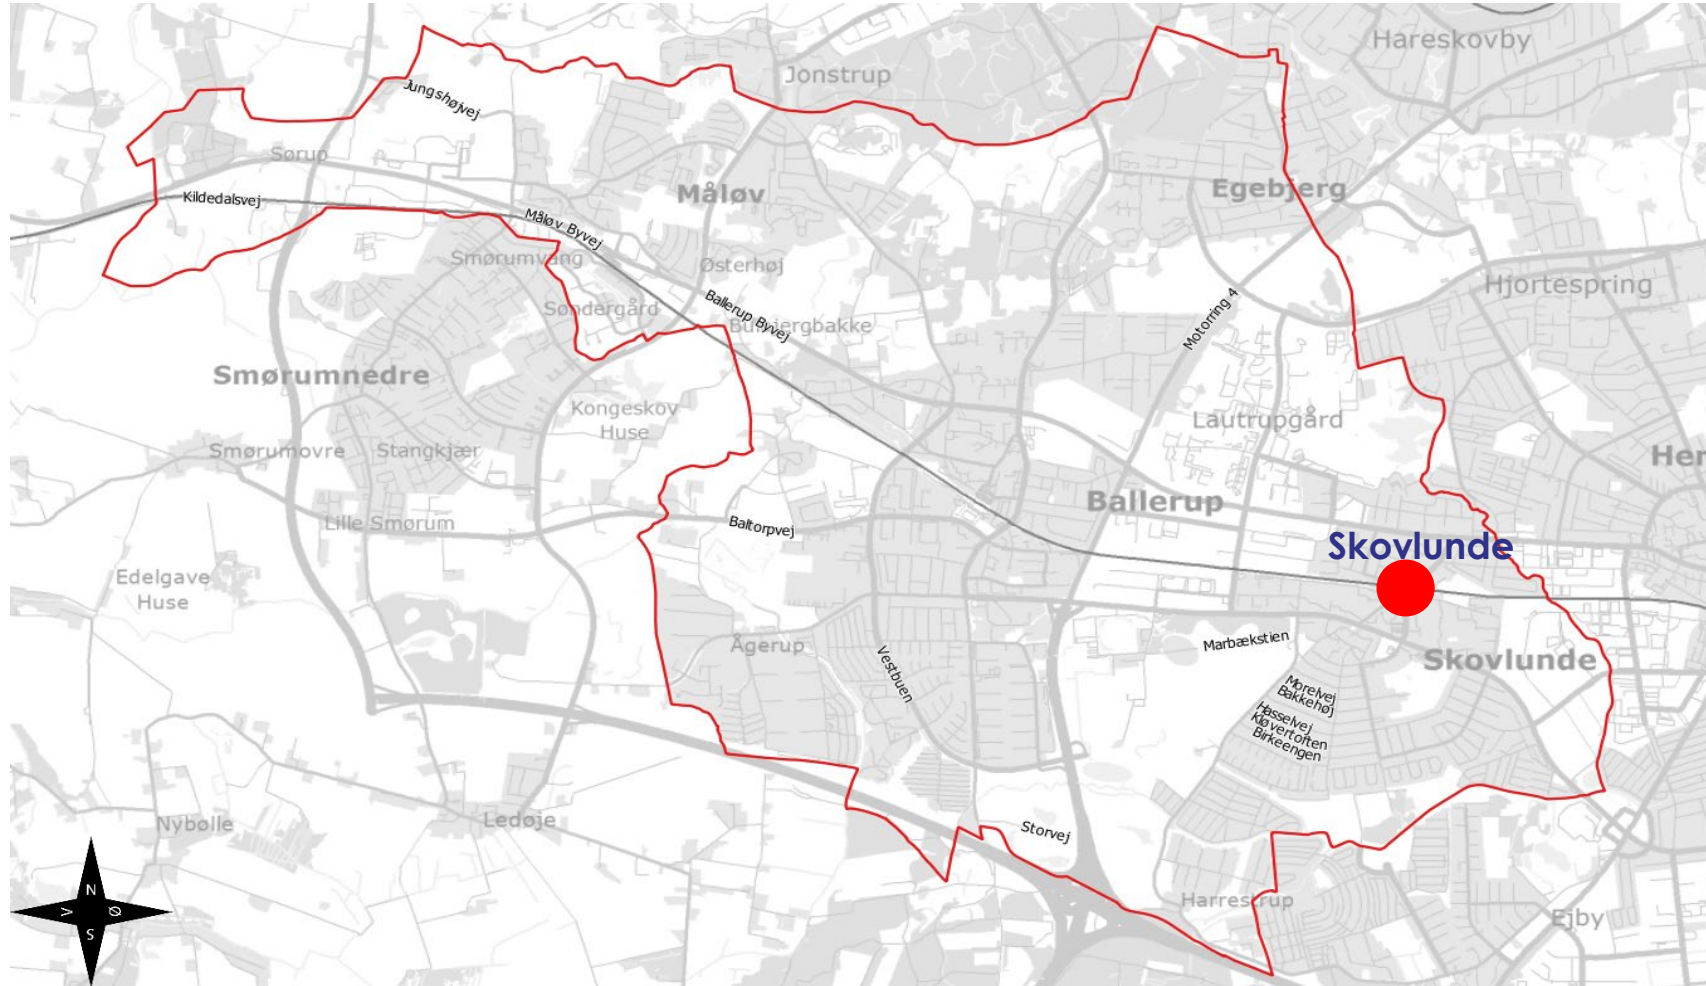 Hareskovby
Jonstrup
Jungshøjvej
Sørup
Måløv
Egebjerg
Kildedalsvej
Måløv Byvej
Smørumvang
Østerhøj
Hjortespring
Søndergård
Ballerup Byvej
Motorring 4
Smørumnedre
Kongeskov
Huse
Lautrupgård
Smørumovre
Stangkjær
Her
Ballerup
Lille Smørum
Baltorpvej
Skovlunde
Edelgave
Huse
Ågerup
Marbækstien
Skovlunde
Vestbuen
Morelvej
Bakkehøj
Hasselvej
Kløvertoften
Birkeengen
Nybølle
Ledøje
Storvej
Harrestrup
Ejby
N
V
Ø
S